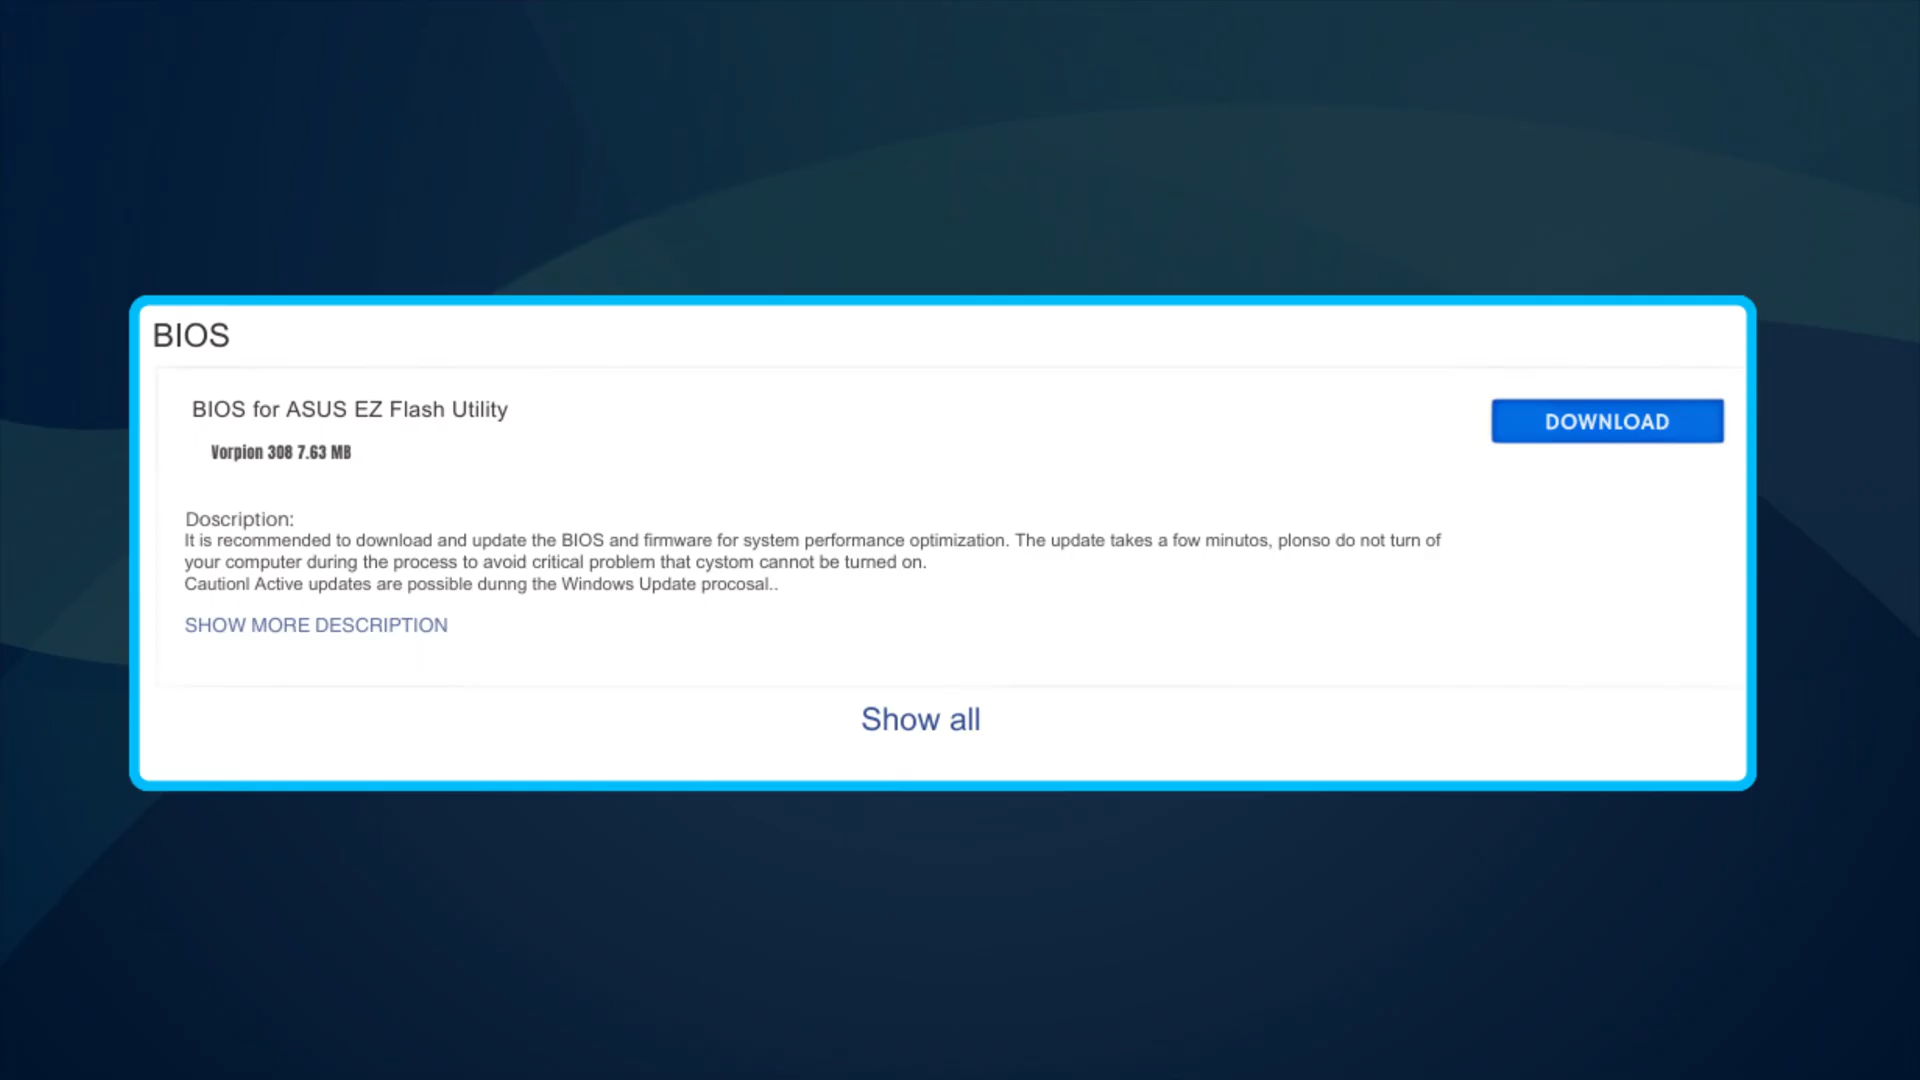 BIOS
BIOS for ASUS EZ Flash Utility
DOWNLOAD
Vorpion 308 7.63 MB
Doscription:
It is recommended to download and update the BIOS and firmware for system performance optimization. The update takes a few minutos, plonso do not turn of
your computer during the process to avoid critical problem that cystom cannot be turned on.
Cautionl Active updates are possible dunng the Windows Update procosal..
SHOW MORE DESCRIPTION
Show all